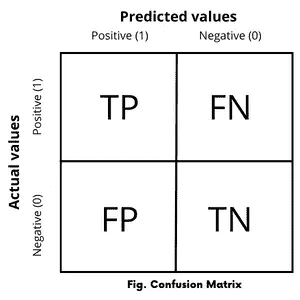 Predicted values
Positive (1) Negative (0)
Actual values
Positive (1)
TP FN
Negative (0)
FP TN
Fig. Confusion Matrix